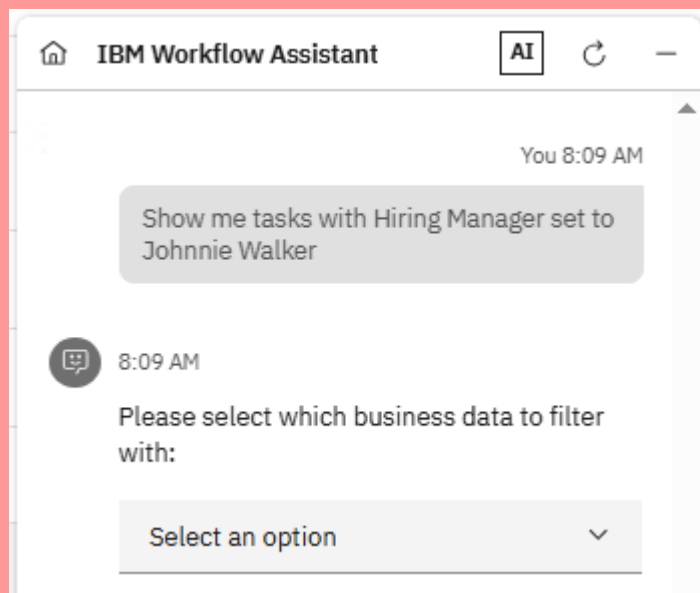 IBM Workflow Assistant
AI
You 8:09 AM
Show me tasks with Hiring Manager set to
Johnnie Walker
8:09 AM
Please select which business data to filter
with:
Select an option